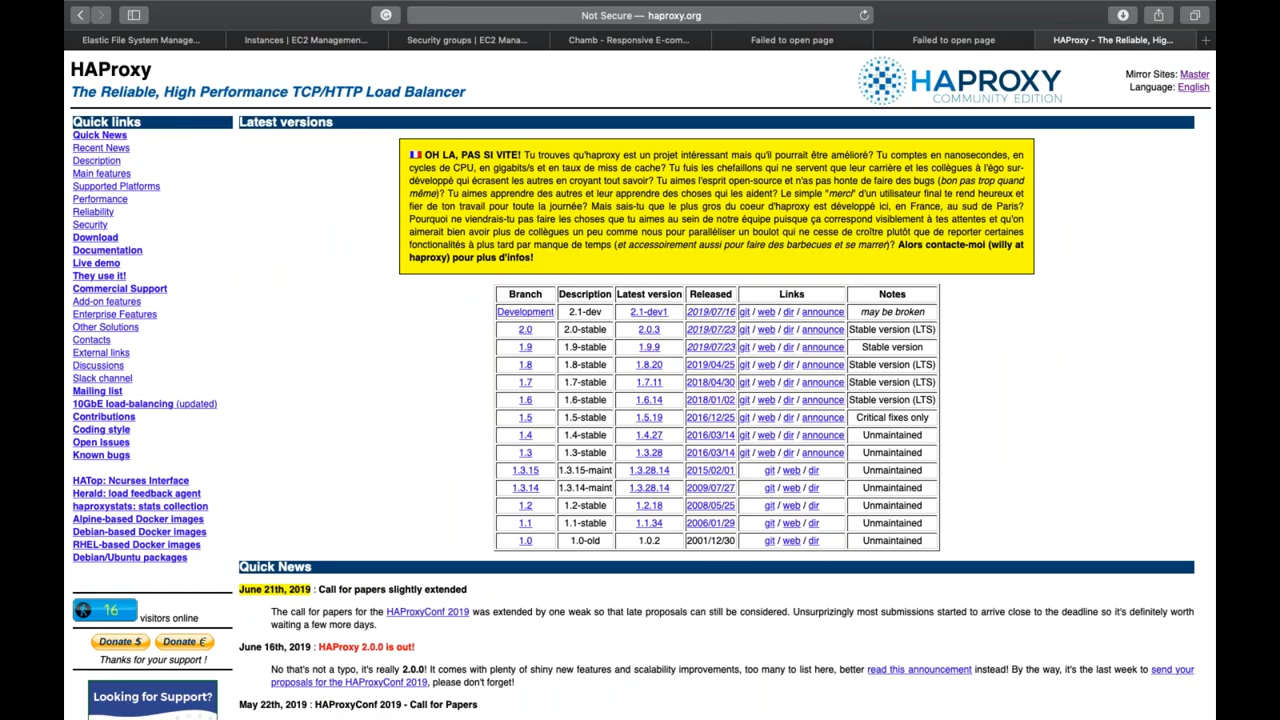 Not Secure — haproxy.org
Elastic File System Manage...
Instances | EC2 Managemen...
Security groups | EC2 Mana...
Chamb - Responsive E-com...
Failed to open page
Failed to open page
HAProxy - The Reliable, Hig...
HAProxy
The Reliable, High Performance TCP/HTTP Load Balancer
HAPROXY
COMMUNITY EDITION
Mirror Sites: Master
Language: English
Quick links
Quick News
Recent News
Description
Main features
Supported Platforms
Performance
Reliability
Security
Download
Documentation
Live demo
They use it!
Commercial Support
Add-on features
Enterprise Features
Other Solutions
Contacts
External links
Discussions
Slack channel
Mailing list
10GbE load-balancing (updated)
Contributions
Coding style
Open Issues
Known bugs
HATop: Ncurses Interface
Herald: load feedback agent
haproxystats: stats collection
Alpine-based Docker images
Debian-based Docker images
RHEL-based Docker images
Debian/Ubuntu packages
16 visitors online
Donate $ Donate €
Thanks for your support !
Looking for Support?
Latest versions
OH LA, PAS SI VITE! Tu trouves qu'haproxy est un projet intéressant mais qu'il pourrait être amélioré? Tu comptes en nanosecondes, en
cycles de CPU, en gigabits/s et en taux de miss de cache? Tu fuis les chefaillons qui ne servent que leur carrière et les collègues à l'égo sur-
développé qui écrasent les autres en croyant tout savoir? Tu aimes l'esprit open-source et n'as pas honte de faire des bugs (bon pas trop quand
même)? Tu aimes apprendre des autres et leur apprendre des choses qui les aident? Le simple "merci" d'un utilisateur final te rend heureux et
fier de ton travail pour toute la journée? Mais sais-tu que le plus gros du coeur d'haproxy est développé ici, en France, au sud de Paris?
Pourquoi ne viendrais-tu pas faire les choses que tu aimes au sein de notre équipe puisque ça correspond visiblement à tes attentes et qu'on
aimerait bien avoir plus de collègues un peu comme nous pour paralléliser un boulot qui ne cesse de croître plutôt que de reporter certaines
fonctionalités à plus tard par manque de temps (et accessoirement aussi pour faire des barbecues et se marrer)? Alors contacte-moi (willy at
haproxy) pour plus d'infos!
Branch Description Latest version Released Links Notes
Development 2.1-dev 2.1-dev1 2019/07/16 git / web / dir / announce may be broken
2.0 2.0-stable 2.0.3 2019/07/23 git / web / dir / announce Stable version (LTS)
1.9 1.9-stable 1.9.9 2019/07/23 git / web / dir / announce Stable version
1.8 1.8-stable 1.8.20 2019/04/25 git / web / dir / announce Stable version (LTS)
1.7 1.7-stable 1.7.11 2018/04/30 git / web / dir / announce Stable version (LTS)
1.6 1.6-stable 1.6.14 2018/01/02 git / web / dir / announce Stable version (LTS)
1.5 1.5-stable 1.5.19 2016/12/25 git / web / dir / announce Critical fixes only
1.4 1.4-stable 1.4.27 2016/03/14 git / web / dir / announce Unmaintained
1.3 1.3-stable 1.3.28 2016/03/14 git / web / dir / announce Unmaintained
1.3.15 1.3.15-maint 1.3.28.14 2015/02/01 git / web / dir Unmaintained
1.3.14 1.3.14-maint 1.3.28.14 2009/07/27 git / web / dir Unmaintained
1.2 1.2-stable 1.2.18 2008/05/25 git / web / dir Unmaintained
1.1 1.1-stable 1.1.34 2006/01/29 git / web / dir Unmaintained
1.0 1.0-old 1.0.2 2001/12/30 git / web / dir Unmaintained
Quick News
June 21th, 2019 : Call for papers slightly extended
The call for papers for the HAProxyConf 2019 was extended by one weak so that late proposals can still be considered. Unsurprizingly most submissions started to arrive close to the deadline so it's definitely worth
waiting a few more days.
June 16th, 2019 : HAProxy 2.0.0 is out!
No that's not a typo, it's really 2.0.0! It comes with plenty of shiny new features and scalability improvements, too many to list here, better read this announcement instead! By the way, it's the last week to send your
proposals for the HAProxyConf 2019, please don't forget!
May 22th, 2019 : HAProxyConf 2019 - Call for Papers